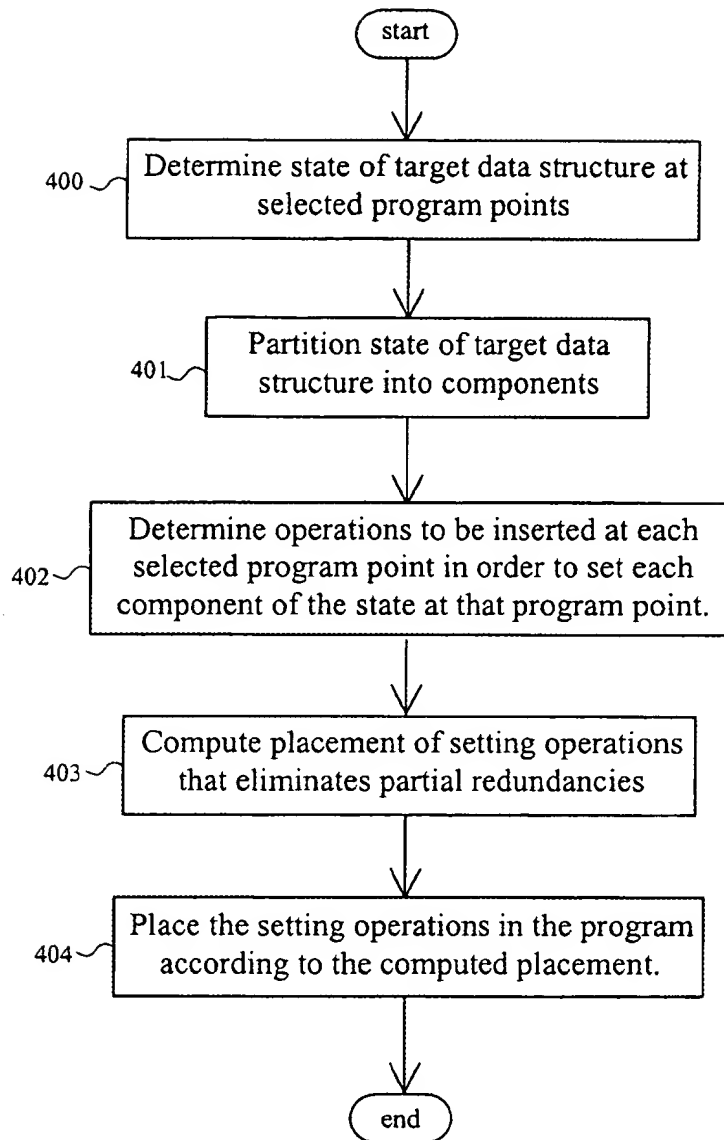 start
400
Determine state of target data structure at
selected program points
401
Partition state of target data
structure into components
402
Determine operations to be inserted at each
selected program point in order to set each
component of the state at that program point.
403
Compute placement of setting operations
that eliminates partial redundancies
404
Place the setting operations in the program
according to the computed placement.
end